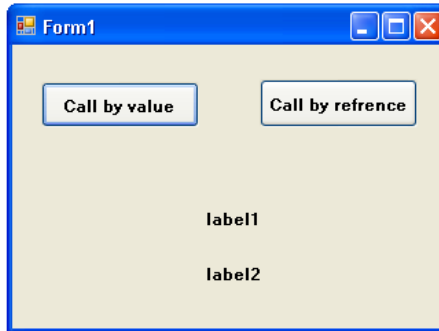 Form1
Call by value
Call by refrence
label1
label2